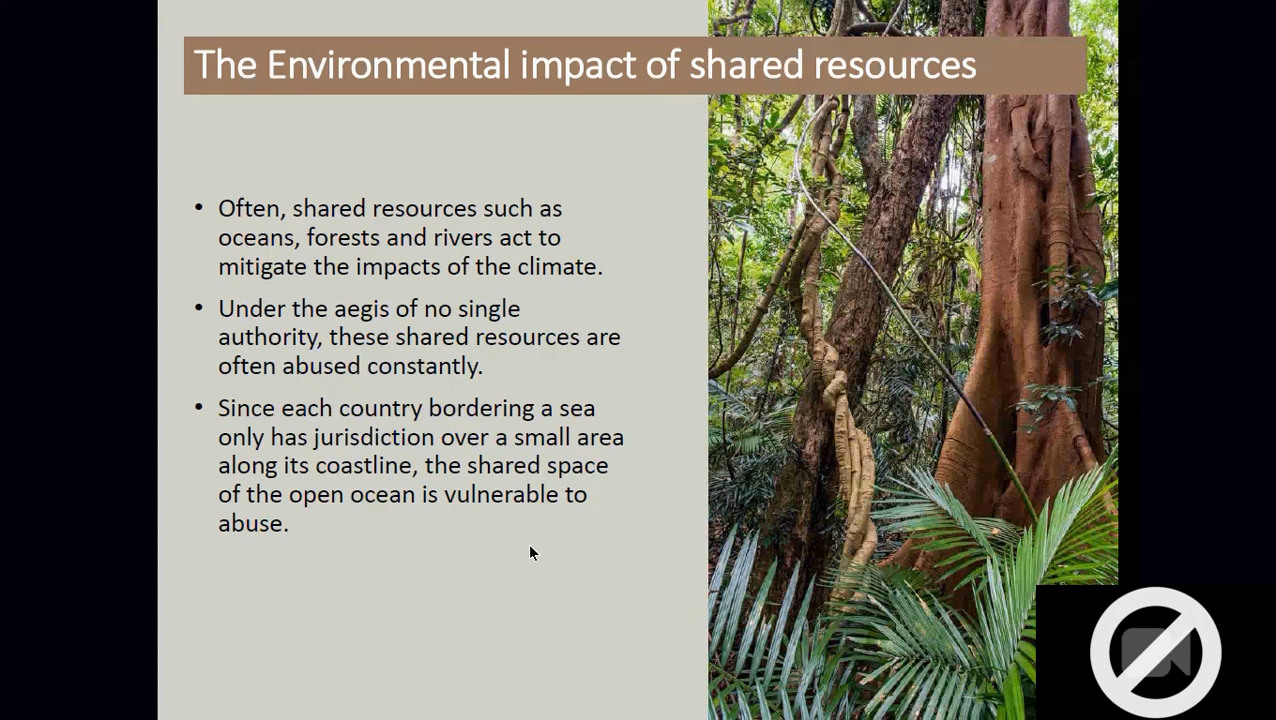 The Environmental impact of shared resources
• Often, shared resources such as
oceans, forests and rivers act to
mitigate the impacts of the climate.
• Under the aegis of no single
authority, these shared resources are
often abused constantly.
• Since each country bordering a sea
only has jurisdiction over a small area
along its coastline, the shared space
of the open ocean is vulnerable to
abuse.